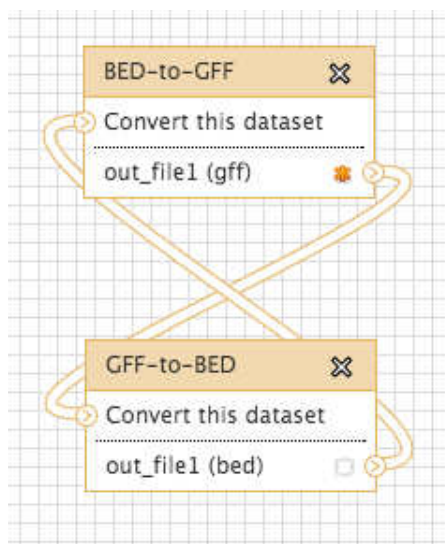 BED-to-GFF
Convert this dataset
out_file1 (gff)
GFF-to-BED
Convert this dataset
out_file1 (bed)